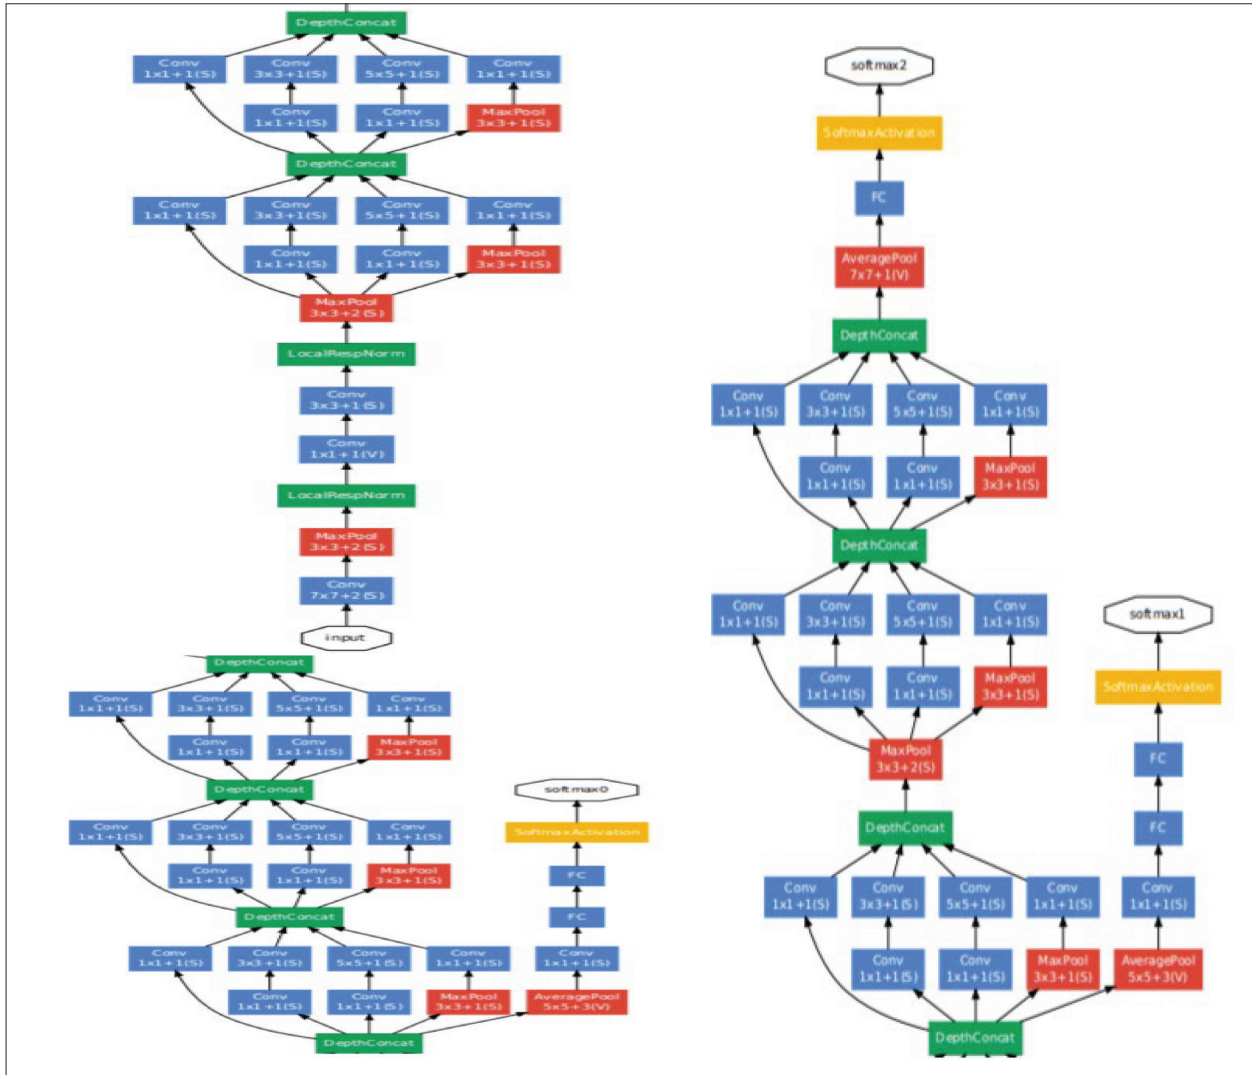 DepthConcat
Conv
1x1+1(S)
Conv
3x3+1(S)
Conv
5x5+1(S)
Conv
1x1+1(S)
Conv
1x1+1(S)
Conv
1x1+1(S)
MaxPool
3x3+1(S)
DepthConcat
Conv
1x1+1(S)
Conv
3x3+1(S)
Conv
5x5+1(S)
Conv
1x1+1(S)
Conv
1x1+1(S)
Conv
1x1+1(S)
MaxPool
3x3+1(S)
MaxPool
3x3+2(S)
LocalRespNorm
Conv
3x3+1(S)
Conv
1x1+1(V)
LocalRespNorm
MaxPool
3x3+2(S)
Conv
7x7+2(S)
input
DepthConcat
Conv
1x1+1(S)
Conv
3x3+1(S)
Conv
5x5+1(S)
Conv
1x1+1(S)
Conv
1x1+1(S)
Conv
1x1+1(S)
MaxPool
3x3+1(S)
DepthConcat
Conv
1x1+1(S)
Conv
3x3+1(S)
Conv
5x5+1(S)
Conv
1x1+1(S)
Conv
1x1+1(S)
Conv
1x1+1(S)
MaxPool
3x3+1(S)
DepthConcat
softmax0
SoftmaxActivation
FC
FC
Conv
1x1+1(S)
Conv
3x3+1(S)
Conv
5x5+1(S)
Conv
1x1+1(S)
Conv
1x1+1(S)
Conv
1x1+1(S)
Conv
1x1+1(S)
MaxPool
3x3+1(S)
AveragePool
5x5+3(V)
DepthConcat
softmax2
SoftmaxActivation
FC
AveragePool
7x7+1(V)
DepthConcat
Conv
1x1+1(S)
Conv
3x3+1(S)
Conv
5x5+1(S)
Conv
1x1+1(S)
Conv
1x1+1(S)
Conv
1x1+1(S)
MaxPool
3x3+1(S)
DepthConcat
Conv
1x1+1(S)
Conv
3x3+1(S)
Conv
5x5+1(S)
Conv
1x1+1(S)
Conv
1x1+1(S)
Conv
1x1+1(S)
MaxPool
3x3+1(S)
MaxPool
3x3+2(S)
DepthConcat
softmax1
SoftmaxActivation
FC
FC
Conv
1x1+1(S)
Conv
3x3+1(S)
Conv
5x5+1(S)
Conv
1x1+1(S)
Conv
1x1+1(S)
Conv
1x1+1(S)
Conv
1x1+1(S)
MaxPool
3x3+1(S)
AveragePool
5x5+3(V)
DepthConcat